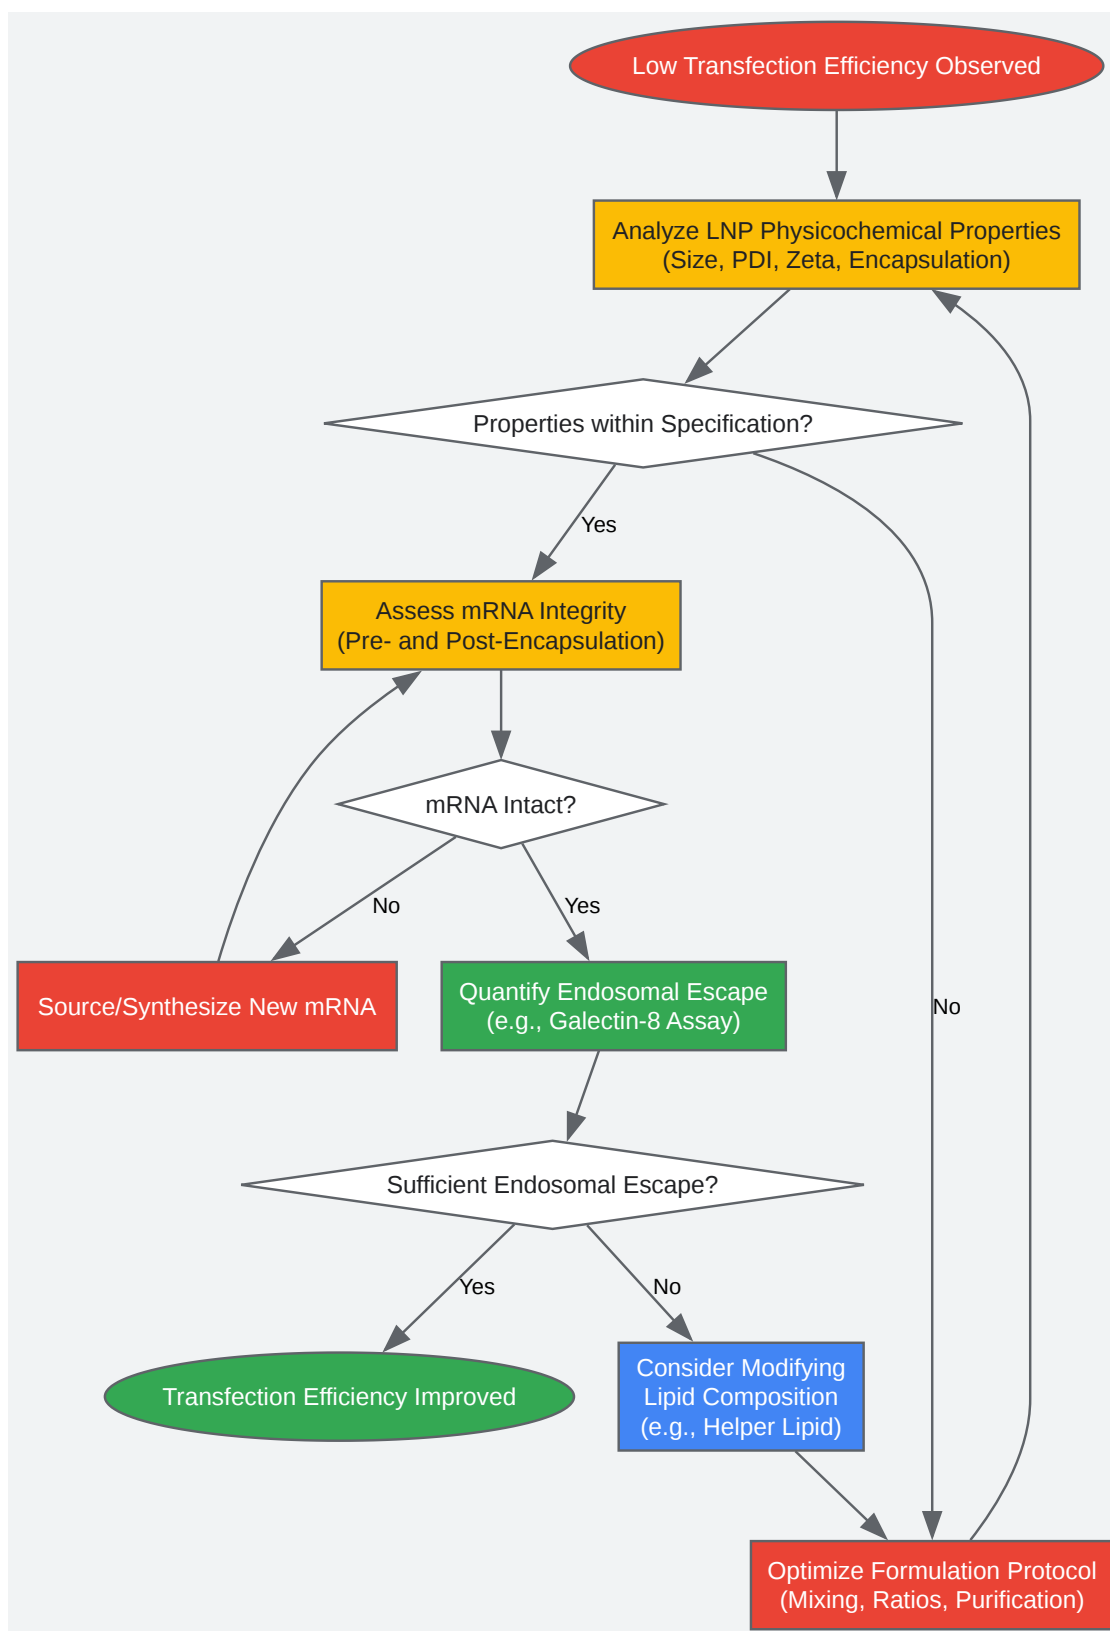 Low Transfection Efficiency Observed
Analyze LNP Physicochemical Properties
(Size, PDI, Zeta, Encapsulation)
Properties within Specification?
Yes
Assess mRNA Integrity
(Pre- and Post-Encapsulation)
mRNA Intact?
No
Yes
Source/Synthesize New mRNA
Quantify Endosomal Escape
(e.g., Galectin-8 Assay)
No
Sufficient Endosomal Escape?
Yes
No
Transfection Efficiency Improved
Consider Modifying
Lipid Composition
(e.g., Helper Lipid)
Optimize Formulation Protocol
(Mixing, Ratios, Purification)